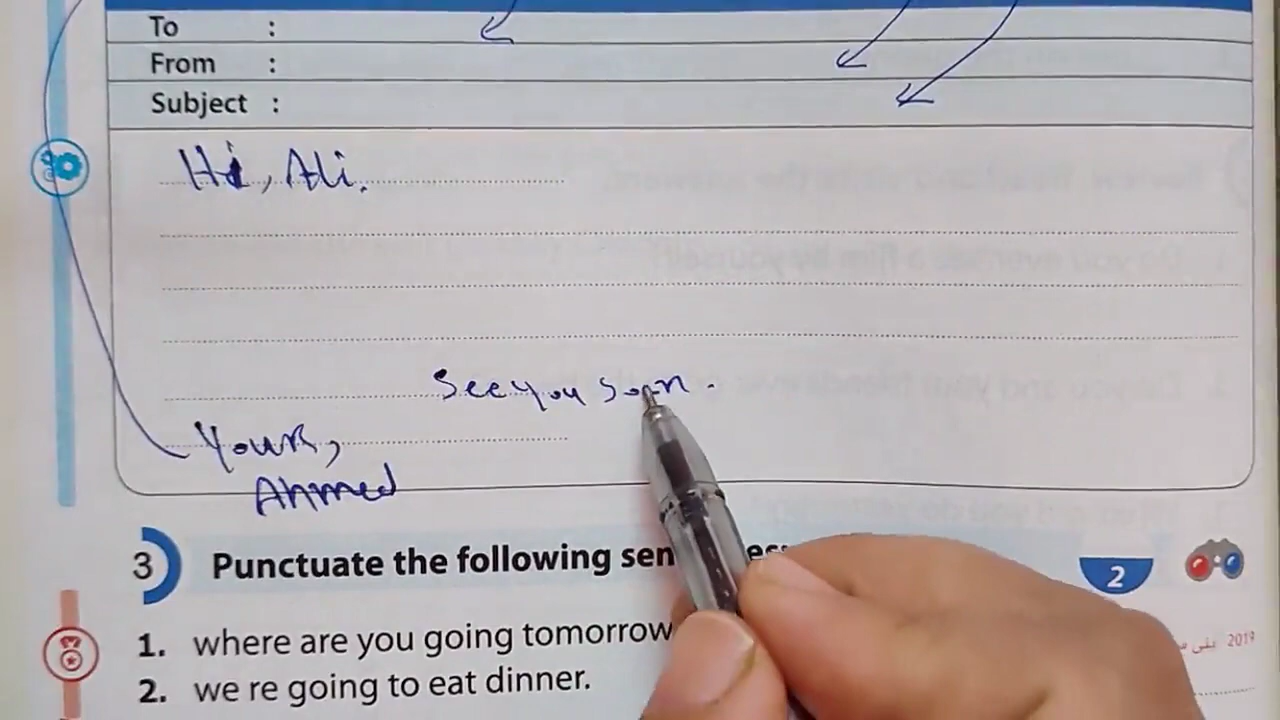 To :
From :
Subject :
Hi, Ali.
See you soon.
Yours,
Ahmed
3 Punctuate the following
2
1. where are you going tomorrow
2019
2. we re going to eat dinner.